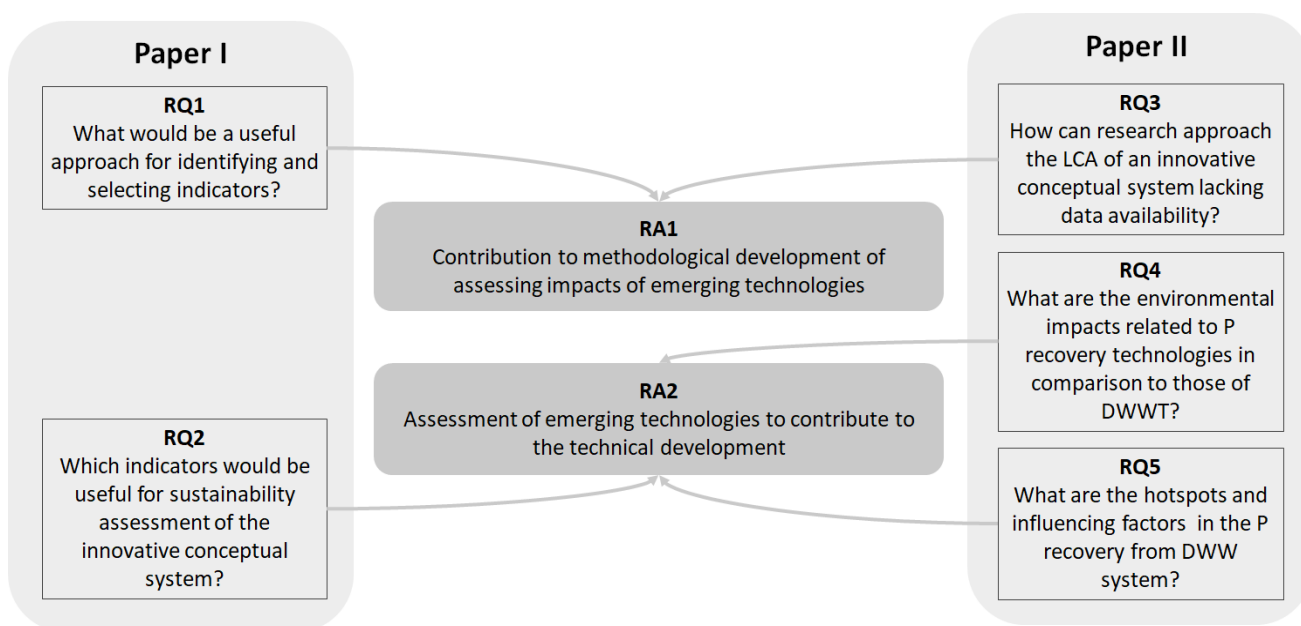 Paper I
RQ1
What would be a useful
approach for identifying and
selecting indicators?
RQ2
Which indicators would be
useful for sustainability
assessment of the
innovative conceptual
system?
RA1
Contribution to methodological development of
assessing impacts of emerging technologies
RA2
Assessment of emerging technologies to contribute to
the technical development
Paper II
RQ3
How can research approach
the LCA of an innovative
conceptual system lacking
data availability?
RQ4
What are the environmental
impacts related to P
recovery technologies in
comparison to those of
DWWT?
RQ5
What are the hotspots and
influencing factors in the P
recovery from DWW
system?